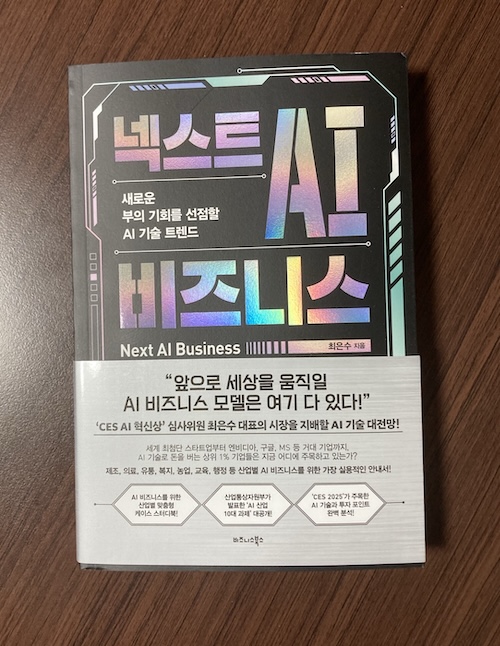 넥스트
AI
새로운
부의 기회를 선점할
AI 기술 트렌드
비즈니스
Next AI Business
최은수 지음
“앞으로 세상을 움직일
AI 비즈니스 모델은 여기 다 있다!”
‘CES AI 혁신상’ 심사위원 최은수 대표의 시장을 지배할 AI 기술 대전망!
세계 최첨단 스타트업부터 엔비디아, 구글, MS 등 거대 기업까지,
AI 기술로 돈을 버는 상위 1% 기업들은 지금 어디에 주목하고 있는가?
제조, 의료, 유통, 복지, 농업, 교육, 행정 등 산업별 AI 비즈니스를 위한 가장 실용적인 안내서!
AI 비즈니스를 위한
산업별 맞춤형
케이스 스터디북!
산업통상자원부가
발표한 ‘AI 산업
10대 과제’ 대공개!
‘CES 2025’가 주목한
AI 기술과 투자 포인트
완벽 분석!
비즈니스북스